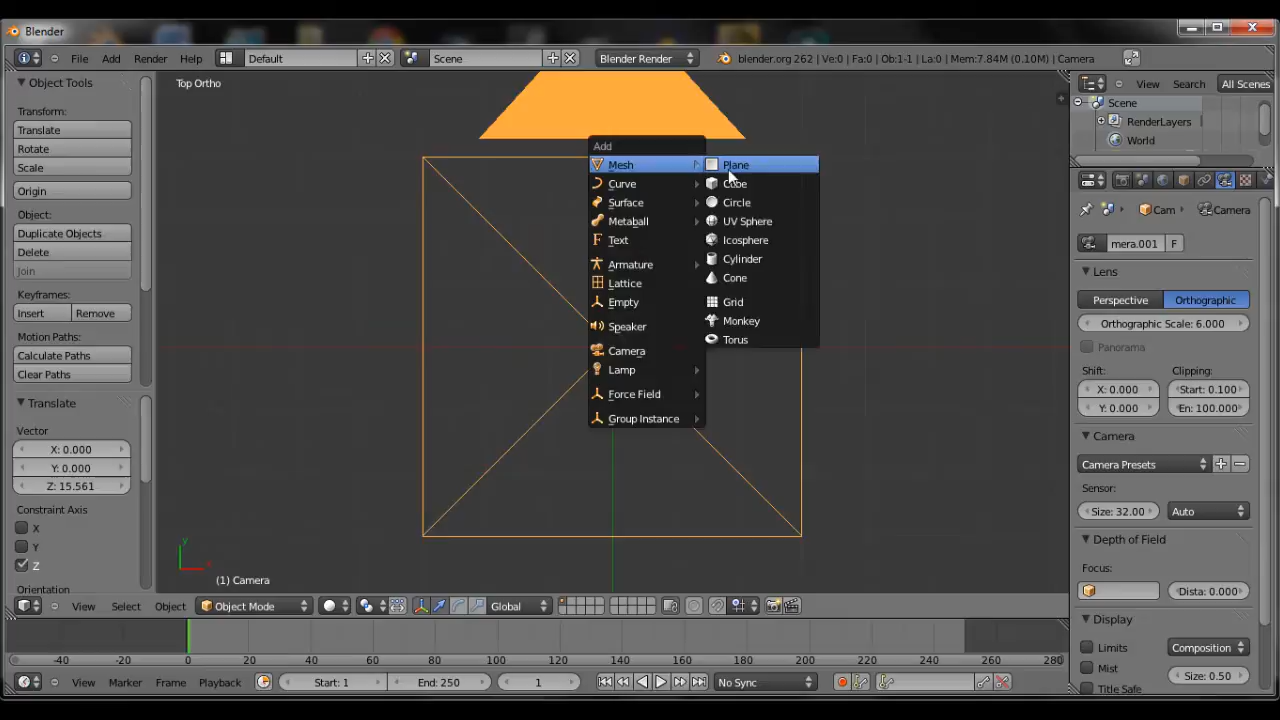 Blender
File Add Render Help Default Scene Blender Render blender.org 262 | Ve:0 | Fa:0 | Ob:1-1 | La:0 | Mem:7.84M (0.10M) | Camera
Object Tools
Transform:
Translate
Rotate
Scale
Origin
Object:
Duplicate Objects
Delete
Join
Keyframes:
Insert Remove
Motion Paths:
Calculate Paths
Clear Paths
Translate
Vector
X: 0.000
Y: 0.000
Z: 15.561
Constraint Axis
X
Y
Z
Orientation
Top Ortho
Add
Mesh
Curve
Surface
Metaball
Text
Armature
Lattice
Empty
Speaker
Camera
Lamp
Force Field
Group Instance
Plane
Cube
Circle
UV Sphere
Icosphere
Cylinder
Cone
Grid
Monkey
Torus
y
x
(1) Camera
View Select Object Object Mode Global
View Search All Scenes
Scene
RenderLayers
World
Cam Camera
mera.001 F
Lens
Perspective Orthographic
Orthographic Scale: 6.000
Panorama
Shift: Clipping:
X: 0.000 Start: 0.100
Y: 0.000 En: 100.000
Camera
Camera Presets
Sensor:
Size: 32.00 Auto
Depth of Field
Focus:
Dista: 0.000
Display
Limits Composition
Mist Size: 0.50
Title Safe
-40 -20 0 20 40 60 80 100 120 140 160 180 200 220 240 260 280
View Marker Frame Playback Start: 1 End: 250 1 No Sync